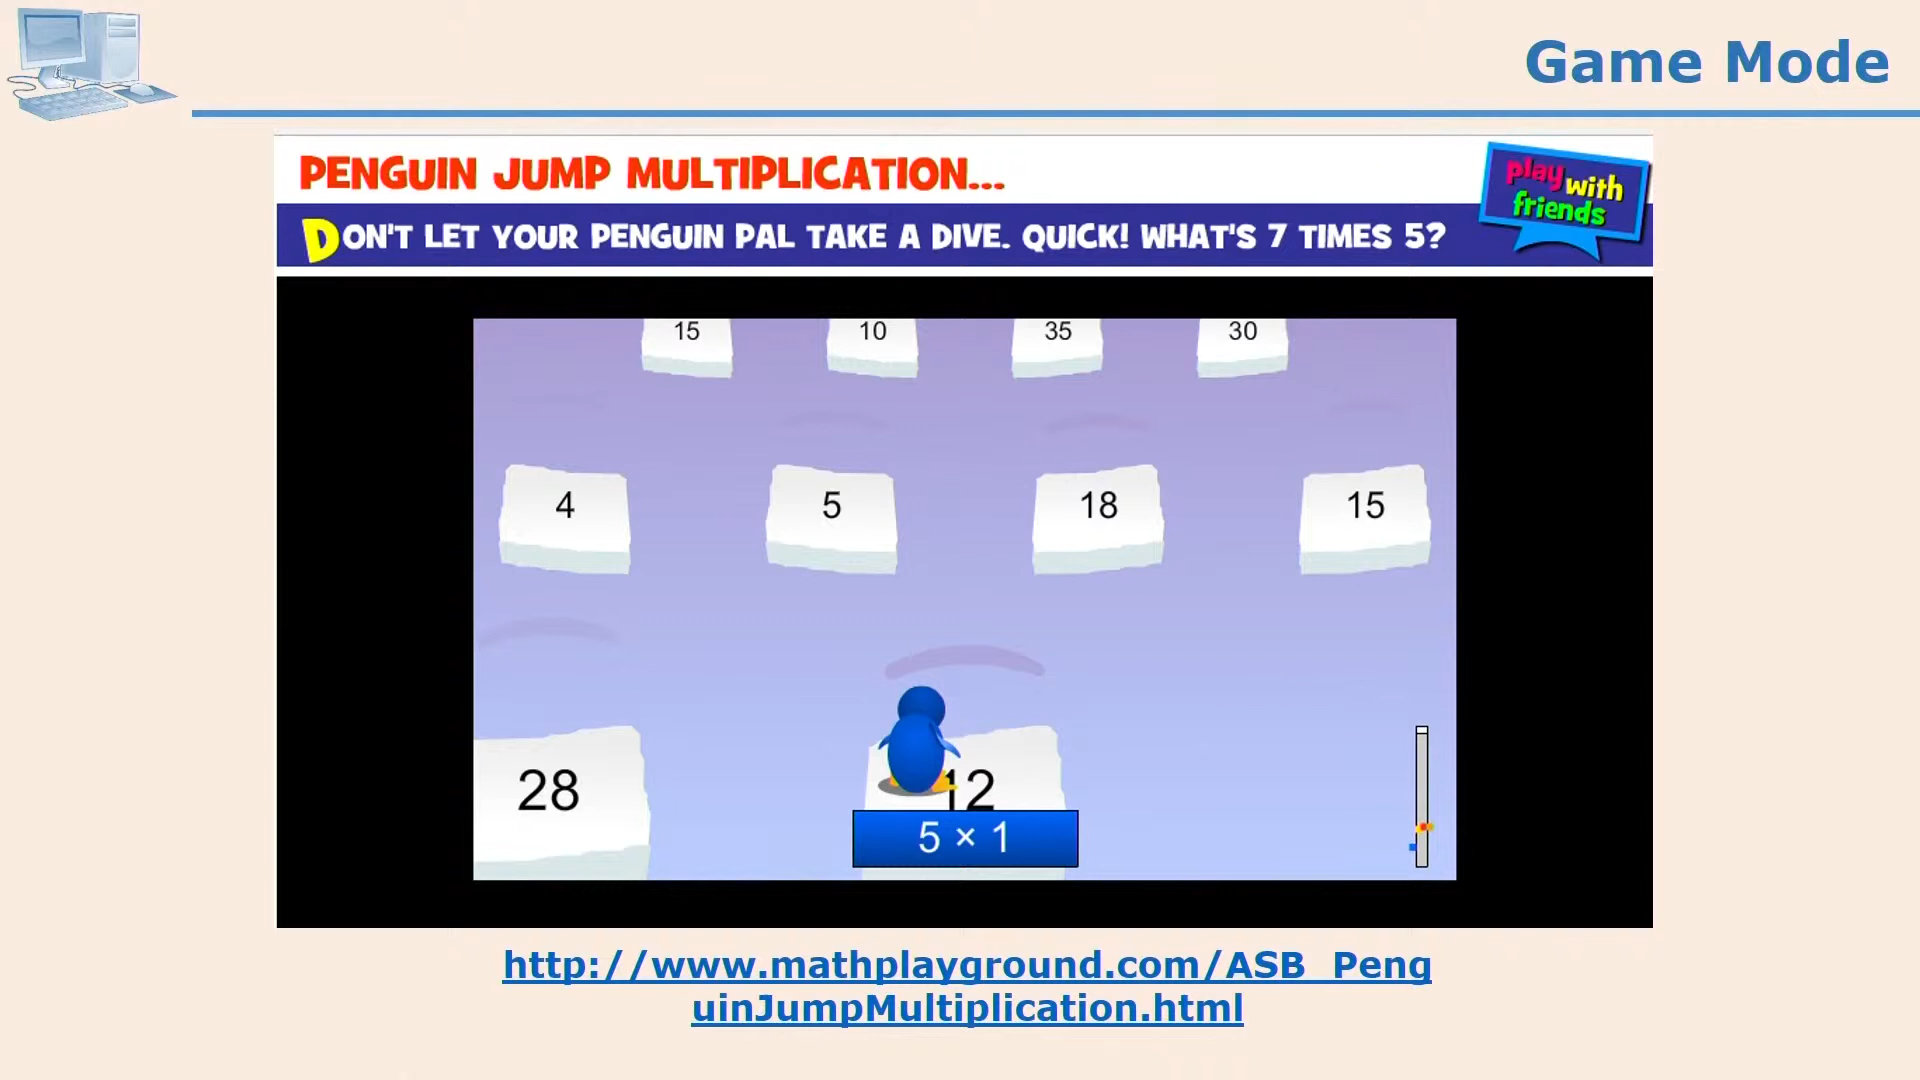 Game Mode
PENGUIN JUMP MULTIPLICATION...
play with
friends
DON'T LET YOUR PENGUIN PAL TAKE A DIVE. QUICK! WHAT'S 7 TIMES 5?
15 10 35 30
4 5 18 15
28 12
5 × 1
http://www.mathplayground.com/ASB_Peng
uinJumpMultiplication.html